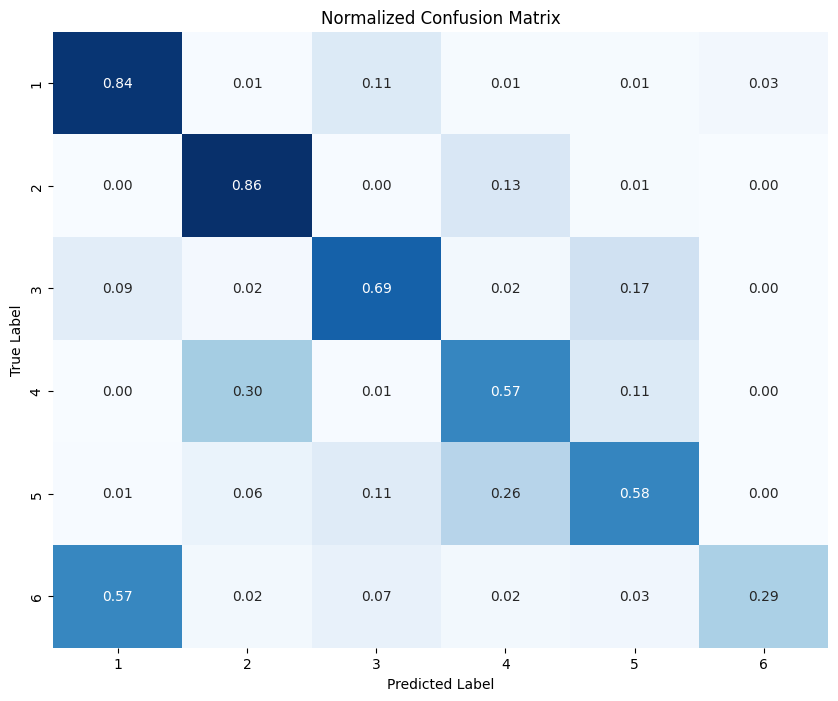 Normalized Confusion Matrix
True Label
1 0.84 0.01 0.11 0.01 0.01 0.03
2 0.00 0.86 0.00 0.13 0.01 0.00
3 0.09 0.02 0.69 0.02 0.17 0.00
4 0.00 0.30 0.01 0.57 0.11 0.00
5 0.01 0.06 0.11 0.26 0.58 0.00
6 0.57 0.02 0.07 0.02 0.03 0.29
1 2 3 4 5 6
Predicted Label